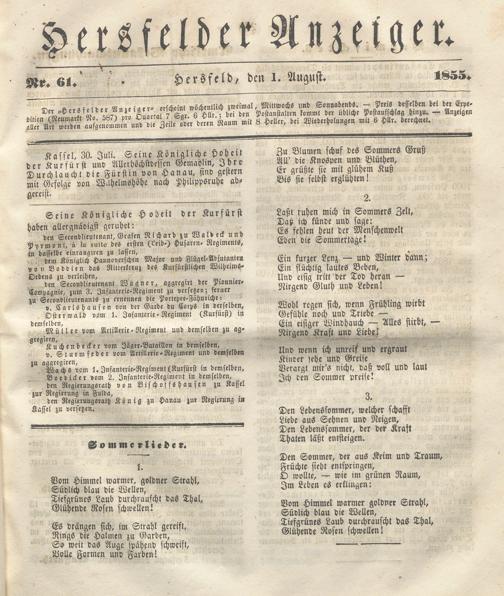 Hersfelder Anzeiger.
Nr. 61. Hersfeld, den 1. August. 1855.
Der „Hersfelder Anzeiger“ erscheint wöchentlich zweimal, Mittwochs und Sonnabends. — Preis desselben bei der Expe-
dition (Neumarkt No. 587) pro Quartal 7 Sgr. 6 Hllr.; bei den Postanstalten kommt der übliche Postaufschlag hinzu. — Anzeigen
aller Art werden aufgenommen und die Zeile oder deren Raum mit 8 Heller, bei Wiederholungen mit 6 Hllr. berechnet.
Kassel, 30. Juli. Seine Königliche Hoheit
der Kurfürst und Allerhöchstdessen Gemahlin, Ihre
Durchlaucht die Fürstin von Hanau, sind gestern
mit Gefolge von Wilhelmshöhe nach Philippsruhe ab-
gereist.
Seine Königliche Hoheit der Kurfürst
haben allergnädigst geruhet:
den Secondlieutenant, Grafen Richard zu Waldeck und
Pyrmont, à la suite des ersten (Leib-) Husaren-Regiments,
in dasselbe einrangiren zu lassen,
dem Königlich Hannoverschen Major und Flügel-Adjutanten
von Boddien das Ritterkreuz des Kurfürstlichen Wilhelms-
Ordens zu verleihen,
den Secondlieutenant Wagner, aggregirt der Pionnier-
Compagnie, zum 3. Infanterie-Regiment zu versetzen; ferner
zu Secondlieutenants zu ernennen die Portepee-Fähnriche:
v. Carlshausen von der Garde du Corps in derselben,
Osterwald vom 1. Infanterie-Regiment (Kurfürst) in
demselben,
Müller vom Artillerie-Regiment und demselben zu ag-
gregiren,
Kuchenbecker vom Jäger-Bataillon in demselben,
v. Sturmfeder vom Artillerie-Regiment und demselben
zu aggregiren,
Wachs vom 1. Infanterie-Regiment (Kurfürst) in demselben,
Boedicker vom 2. Infanterie-Regiment in demselben,
den Regierungsrath von Bischoffshausen zu Kassel
zur Regierung in Fulda,
den Regierungsrath König zu Hanau zur Regierung in
Kassel zu versetzen.
Sommerlieder.
1.
Vom Himmel warmer, goldner Strahl,
Südlich blau die Wellen,
Tiefgrünes Laub durchrauscht das Thal,
Glühende Rosen schwellen!
Es drängen sich, im Strahl gereift,
Rings die Halmen zu Garden,
So weit das Auge spähend schweift,
Volle Formen und Farben!
Zu Blumen schuf des Sommers Gruß
All' die Knospen und Blüthen,
Er grüßte sie mit glühem Kuß
Bis sie selbst erglühten!
2.
Laßt ruhen mich in Sommers Zelt,
Daß ich künde und sage:
Es fehlen heut der Menschenwelt
Eben die Sommertage!
Ein kurzer Lenz — und Winter dann;
Ein flüchtig lautes Beben,
Und eisig tritt der Tod heran —
Nirgend Gluth und Leben!
Wohl regen sich, wenn Frühling wirbt
Gefühle noch und Triebe —
Ein eisiger Windhauch — Alles stirbt, —
Nirgend Kraft und Liebe!
Und wenn ich unreif und ergraut
Kinder sehe und Greise
Verargt mir's nicht, daß voll und laut
Ich den Sommer preise!
3.
Den Lebenssommer, welcher schafft
Liebe aus Sehnen und Neigen,
Den Lebenssommer, der der Kraft
Thaten läßt entsteigen.
Den Sommer, der aus Keim und Traum,
Früchte sieht entspringen,
O wollte, — wie im grünen Raum,
Im Leben es erklingen:
Vom Himmel warmer goldner Strahl,
Südlich blau die Wellen,
Tiefgrünes Laub durchrauscht das Thal,
Glühende Rosen schwellen!